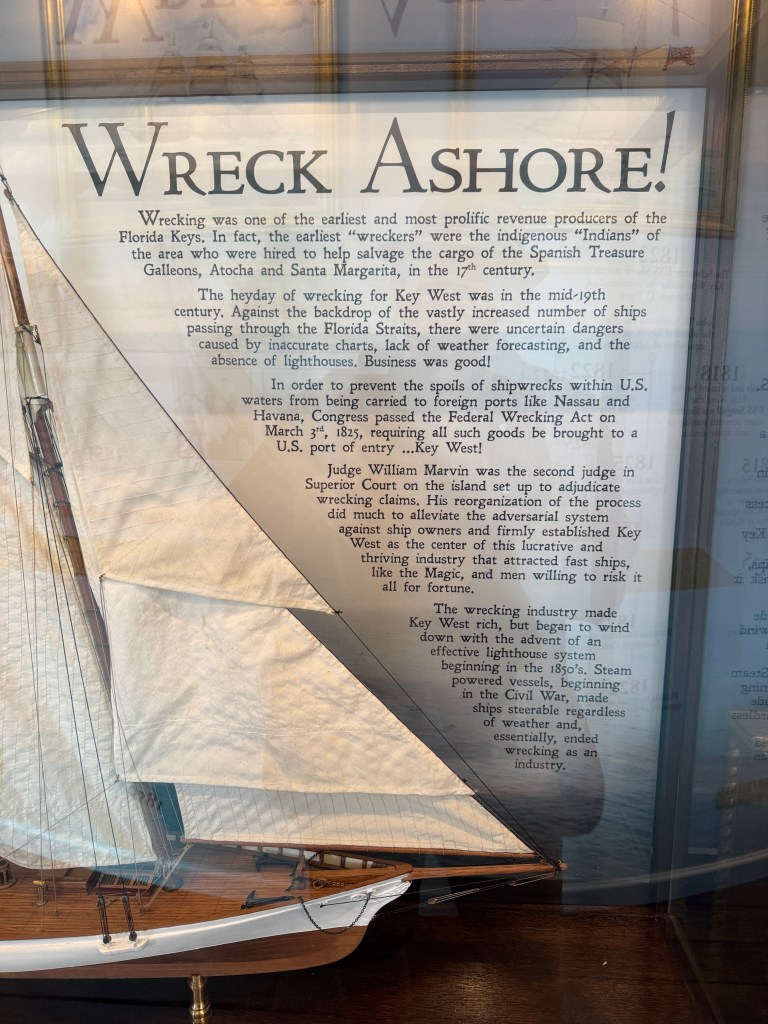 WRECK ASHORE!
Wrecking was one of the earliest and most prolific revenue producers of the
Florida Keys. In fact, the earliest "wreckers" were the indigenous "Indians" of
the area who were hired to help salvage the cargo of the Spanish Treasure
Galleons, Atocha and Santa Margarita, in the 17th century.
The heyday of wrecking for Key West was in the mid-19th
century. Against the backdrop of the vastly increased number of ships
passing through the Florida Straits, there were uncertain dangers
caused by inaccurate charts, lack of weather forecasting, and the
absence of lighthouses. Business was good!
In order to prevent the spoils of shipwrecks within U.S.
waters from being carried to foreign ports like Nassau and
Havana, Congress passed the Federal Wrecking Act on
March 3rd, 1825, requiring all such goods be brought to a
U.S. port of entry ...Key West!
Judge William Marvin was the second judge in
Superior Court on the island set up to adjudicate
wrecking claims. His reorganization of the process
did much to alleviate the adversarial system
against ship owners and firmly established Key
West as the center of this lucrative and
thriving industry that attracted fast ships,
like the Magic, and men willing to risk it
all for fortune.
The wrecking industry made
Key West rich, but began to wind
down with the advent of an
effective lighthouse system
beginning in the 1850's. Steam
powered vessels, beginning
in the Civil War, made
ships steerable regardless
of weather and,
essentially, ended
wrecking as an
industry.